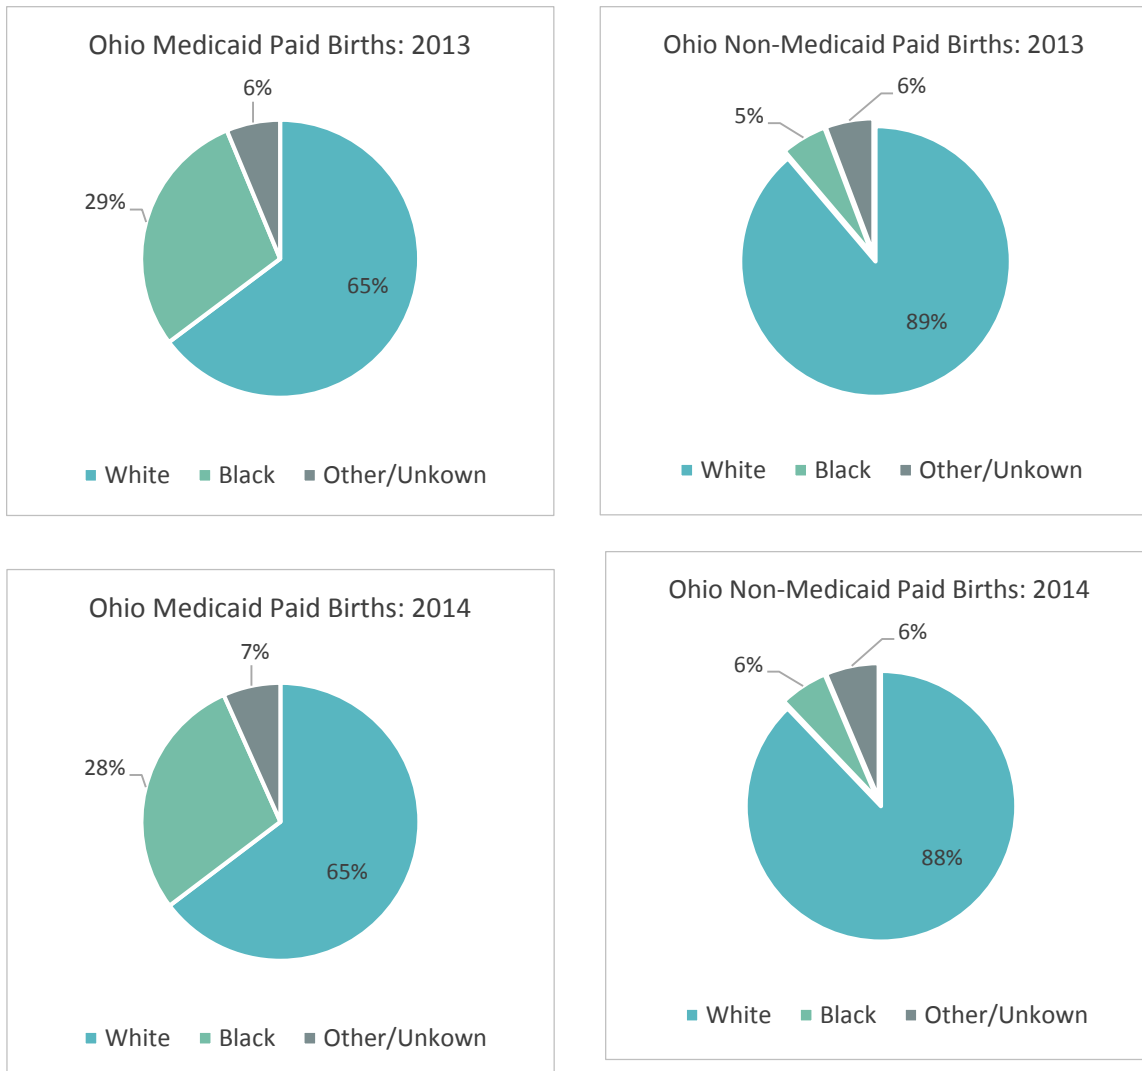 Ohio Medicaid Paid Births: 2013
6%
29%
65%
White Black Other/Unkown
Ohio Non-Medicaid Paid Births: 2013
6%
5%
89%
White Black Other/Unkown
Ohio Medicaid Paid Births: 2014
7%
28%
65%
White Black Other/Unkown
Ohio Non-Medicaid Paid Births: 2014
6%
6%
88%
White Black Other/Unkown